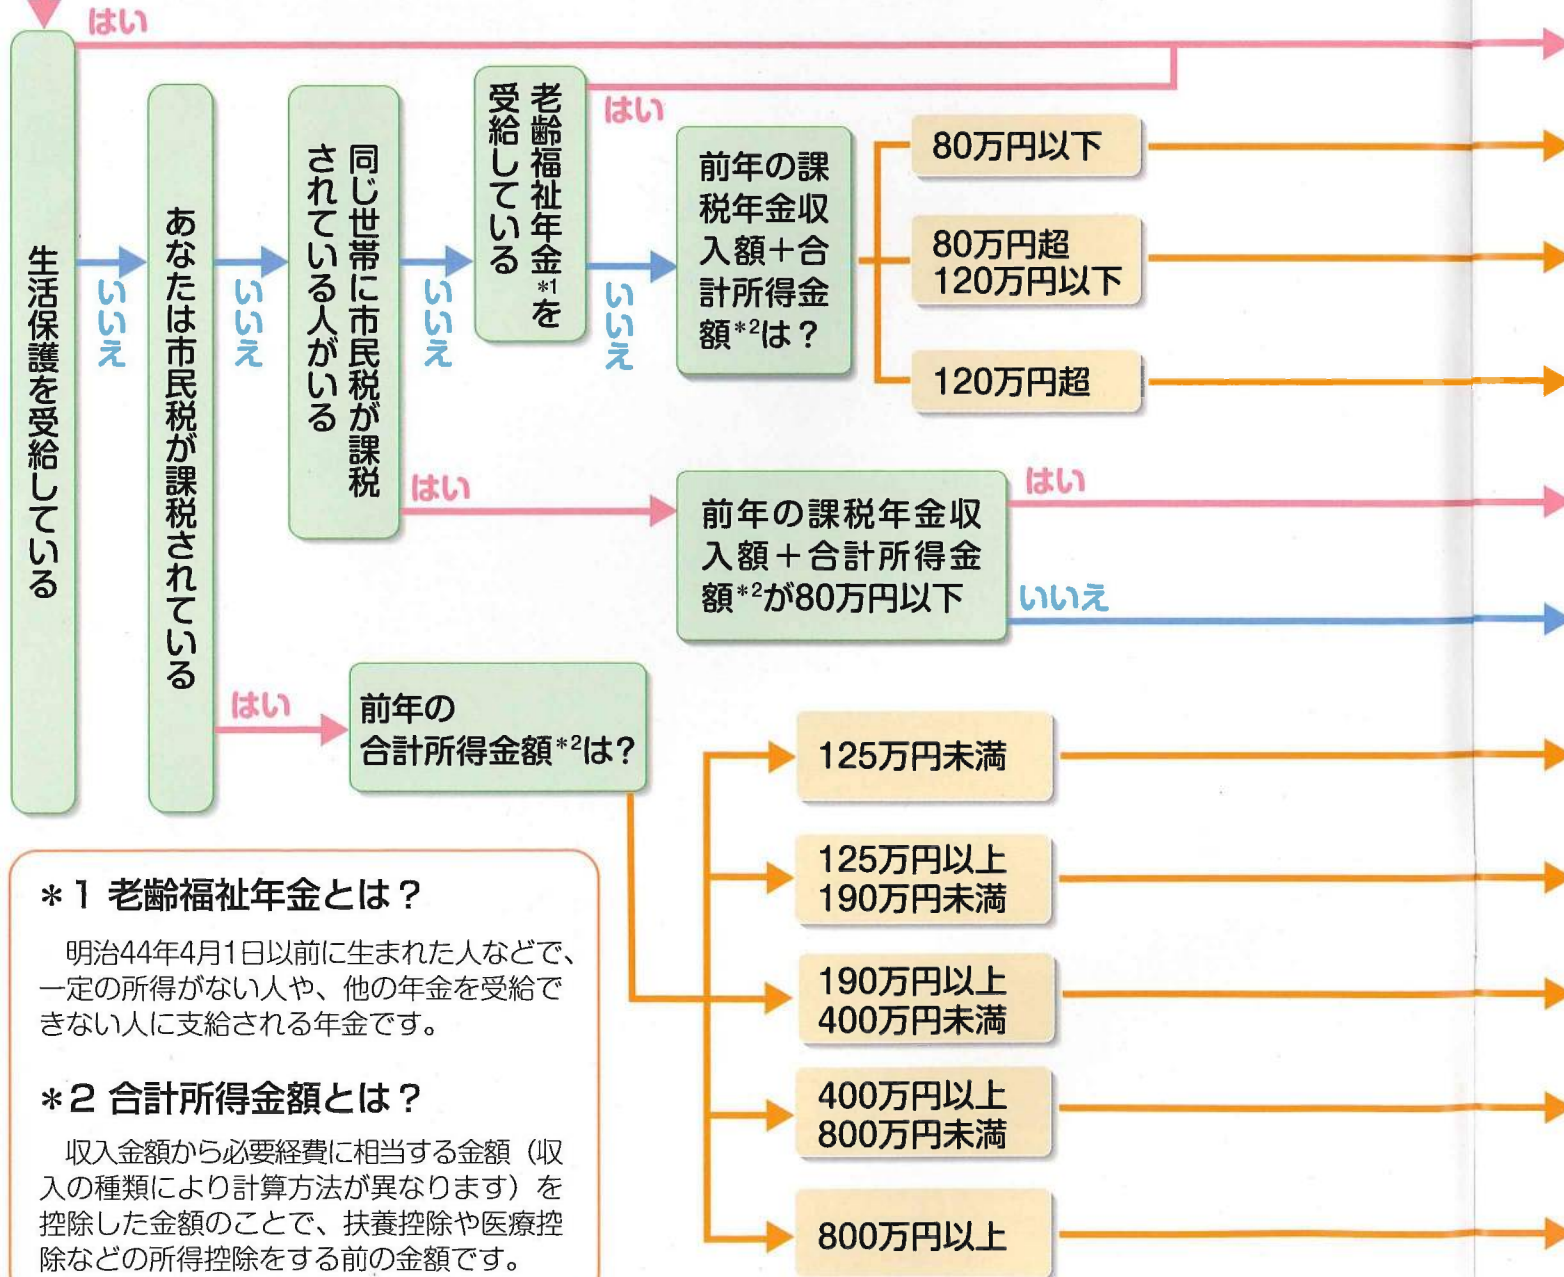 はい
生活保護を受給している
いいえ
あなたは市民税が課税されている
いいえ
同じ世帯に市民税が課税
されている人がいる
いいえ
老齢福祉年金*1を
受給している
はい
いいえ
前年の課
税年金収
入額+合
計所得金
額*2は?
80万円以下
80万円超
120万円以下
120万円超
はい
前年の課税年金収
入額+合計所得金
額*2が80万円以下
はい
いいえ
はい
前年の
合計所得金額*2は?
125万円未満
125万円以上
190万円未満
190万円以上
400万円未満
400万円以上
800万円未満
800万円以上
*1 老齢福祉年金とは?
明治44年4月1日以前に生まれた人などで、
一定の所得がない人や、他の年金を受給で
きない人に支給される年金です。
*2 合計所得金額とは?
収入金額から必要経費に相当する金額(収
入の種類により計算方法が異なります)を
控除した金額のことで、扶養控除や医療控
除などの所得控除をする前の金額です。